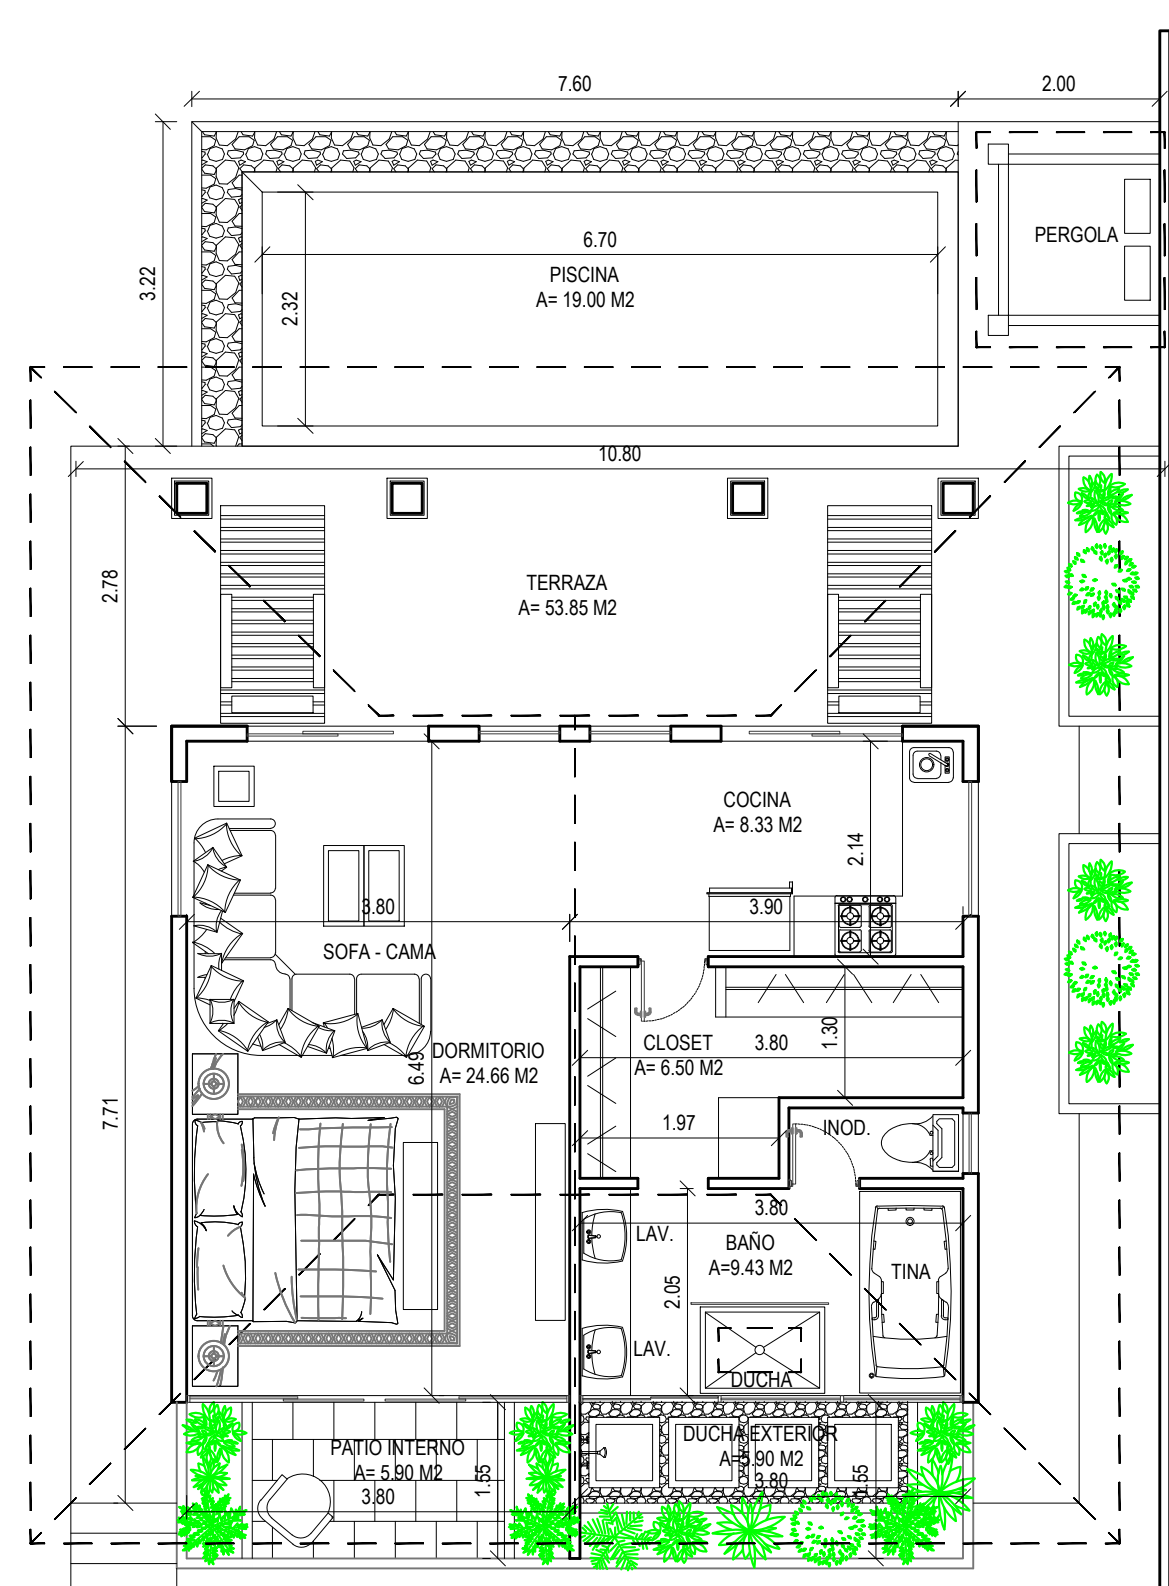 7.60
2.00
PERGOLA
3.22
6.70
PISCINA
A= 19.00 M2
2.32
10.80
2.78
TERRAZA
A= 53.85 M2
COCINA
A= 8.33 M2
2.14
3.80
3.90
SOFA - CAMA
CLOSET
A= 6.50 M2
3.80
1.30
DORMITORIO
A= 24.66 M2
6.49
7.71
1.97
INOD.
3.80
LAV.
BAÑO
A=9.43 M2
TINA
2.05
LAV.
DUCHA
PATIO INTERNO
A= 5.90 M2
3.80
1.55
DUCHA EXTERIOR
A=5.90 M2
3.80
1.55